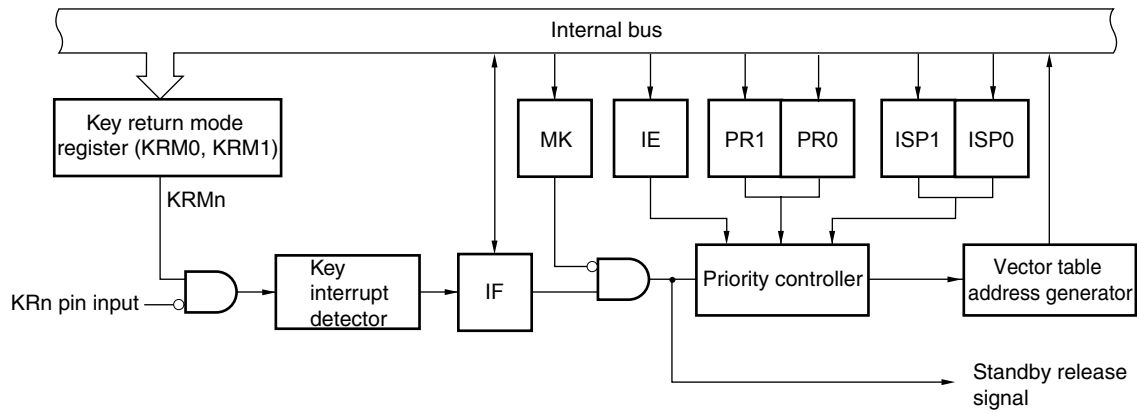 Internal bus
Key return mode
register (KRM0, KRM1)
MK
IE
PR1
PR0
ISP1
ISP0
KRMn
KRn pin input
Key
interrupt
detector
IF
Priority controller
Vector table
address generator
Standby release
signal